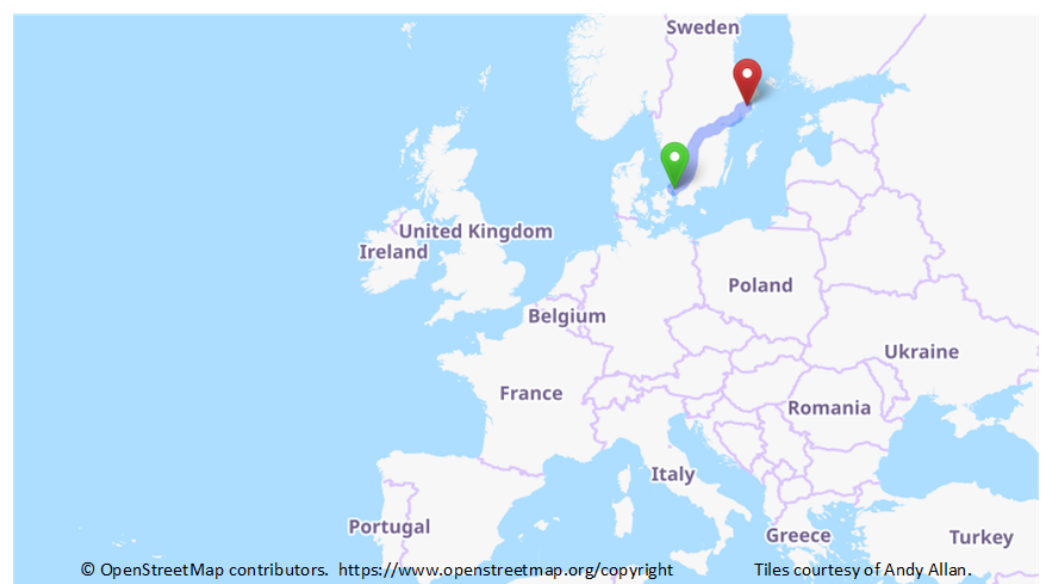 Sweden
United Kingdom
Ireland
Poland
Belgium
Ukraine
France
Romania
Italy
Portugal
Greece
Turkey
© OpenStreetMap contributors. https://www.openstreetmap.org/copyright Tiles courtesy of Andy Allan.